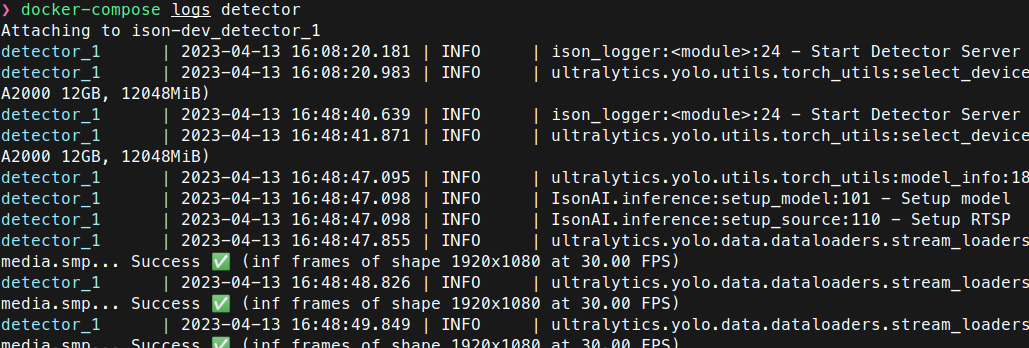 ❯ docker-compose logs detector
Attaching to ison-dev_detector_1
detector_1      | 2023-04-13 16:08:20.181 | INFO     | ison_logger:<module>:24 - Start Detector Server
detector_1      | 2023-04-13 16:08:20.983 | INFO     | ultralytics.yolo.utils.torch_utils:select_device
A2000 12GB, 12048MiB)
detector_1      | 2023-04-13 16:48:40.639 | INFO     | ison_logger:<module>:24 - Start Detector Server
detector_1      | 2023-04-13 16:48:41.871 | INFO     | ultralytics.yolo.utils.torch_utils:select_device
A2000 12GB, 12048MiB)
detector_1      | 2023-04-13 16:48:47.095 | INFO     | ultralytics.yolo.utils.torch_utils:model_info:18
detector_1      | 2023-04-13 16:48:47.098 | INFO     | IsonAI.inference:setup_model:101 - Setup model
detector_1      | 2023-04-13 16:48:47.098 | INFO     | IsonAI.inference:setup_source:110 - Setup RTSP
detector_1      | 2023-04-13 16:48:47.855 | INFO     | ultralytics.yolo.data.dataloaders.stream_loaders
media.smp... Success ✅ (inf frames of shape 1920x1080 at 30.00 FPS)
detector_1      | 2023-04-13 16:48:48.826 | INFO     | ultralytics.yolo.data.dataloaders.stream_loaders
media.smp... Success ✅ (inf frames of shape 1920x1080 at 30.00 FPS)
detector_1      | 2023-04-13 16:48:49.849 | INFO     | ultralytics.yolo.data.dataloaders.stream_loaders
media.smp... Success ✅ (inf frames of shape 1920x1080 at 30.00 FPS)